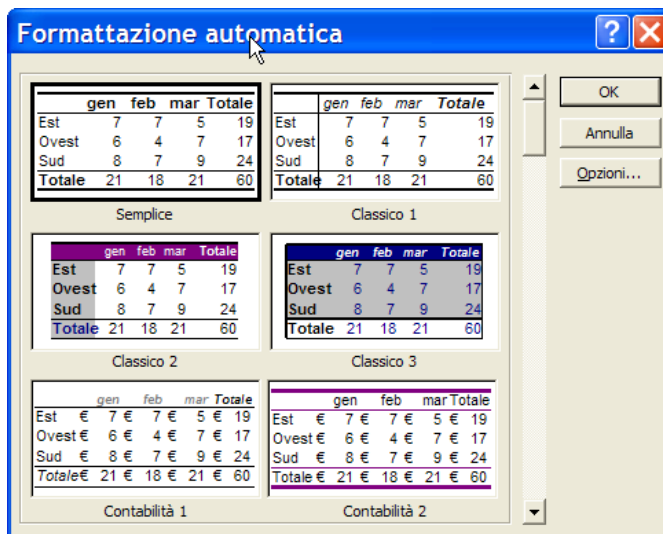 Formattazione automatica
gen feb mar Totale
Est 7 7 5 19
Ovest 6 4 7 17
Sud 8 7 9 24
Totale 21 18 21 60
Semplice
gen feb mar Totale
Est 7 7 5 19
Ovest 6 4 7 17
Sud 8 7 9 24
Totale 21 18 21 60
Classico 1
OK
Annulla
Opzioni...
gen feb mar Totale
Est 7 7 5 19
Ovest 6 4 7 17
Sud 8 7 9 24
Totale 21 18 21 60
Classico 2
gen feb mar Totale
Est 7 7 5 19
Ovest 6 4 7 17
Sud 8 7 9 24
Totale 21 18 21 60
Classico 3
gen feb mar Totale
Est € 7 € 7 € 5 € 19
Ovest € 6 € 4 € 7 € 17
Sud € 8 € 7 € 9 € 24
Totale € 21 € 18 € 21 € 60
Contabilità 1
gen feb mar Totale
Est € 7 € 7 € 5 € 19
Ovest € 6 € 4 € 7 € 17
Sud € 8 € 7 € 9 € 24
Totale € 21 € 18 € 21 € 60
Contabilità 2